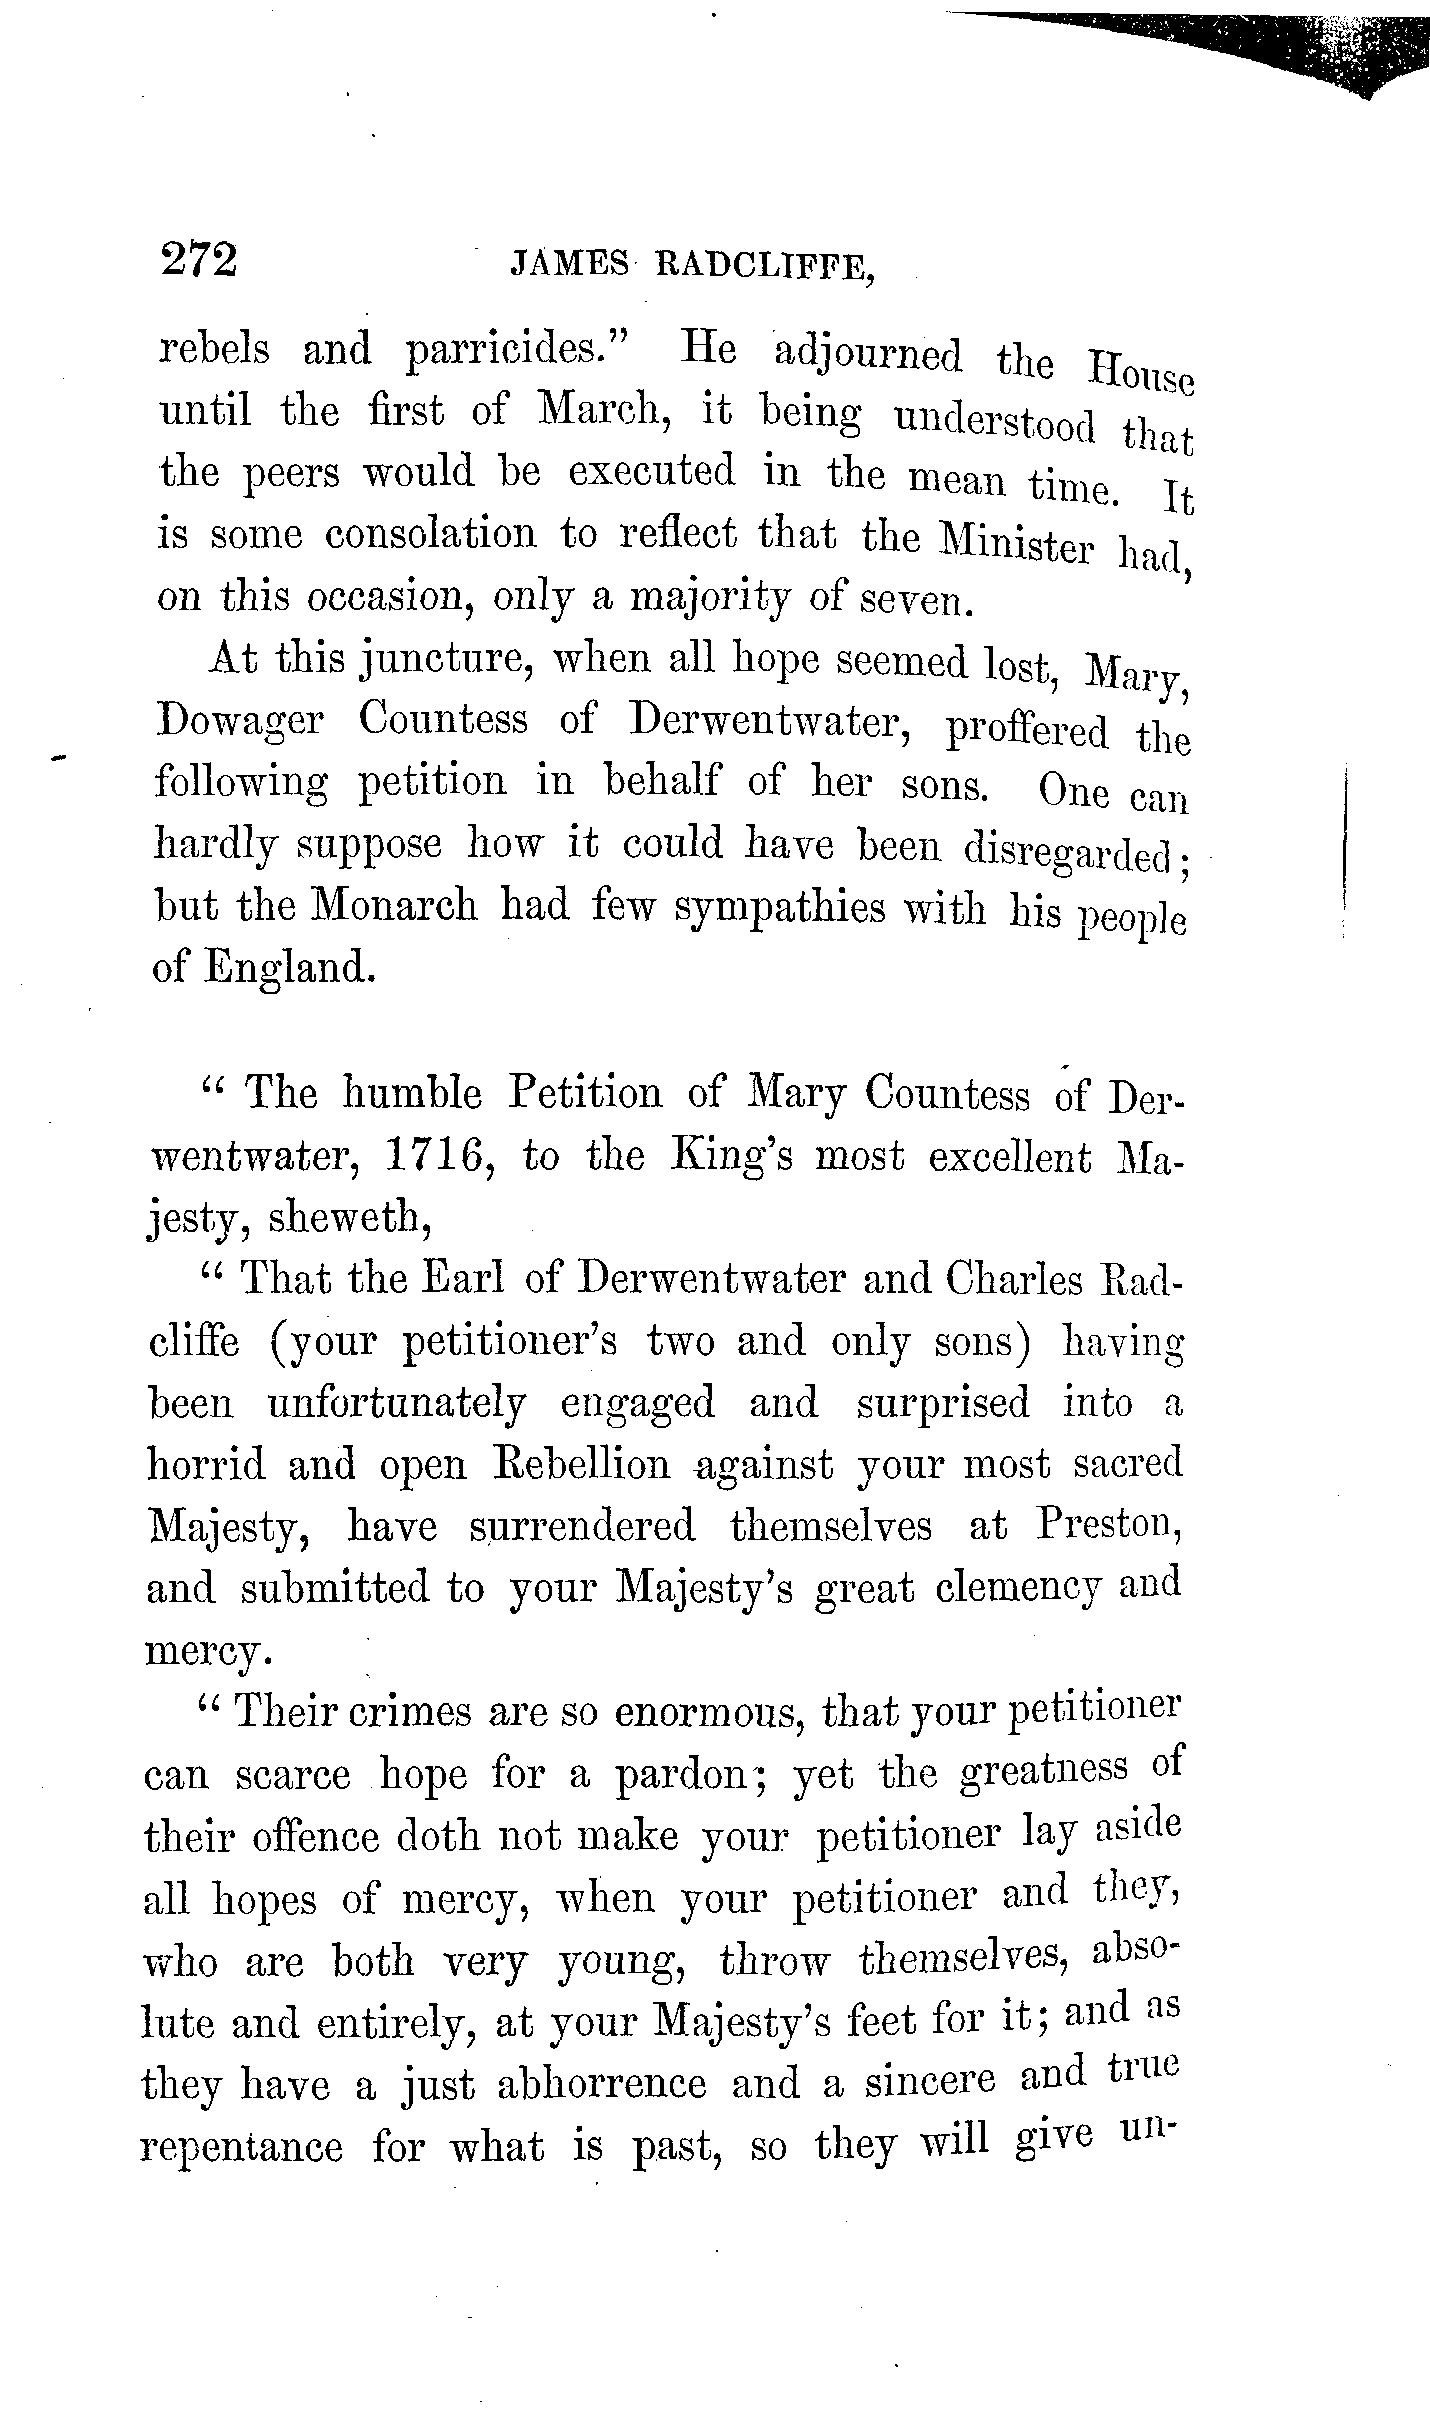 272 JAMES RADCLIFFE,
rebels and parricides." He adjourned the House
until the first of March, it being understood that
the peers would be executed in the mean time. It
is some consolation to reflect that the Minister had,
on this occasion, only a majority of seven.
At this juncture, when all hope seemed lost, Mary,
Dowager Countess of Derwentwater, proffered the
following petition in behalf of her sons. One can
hardly suppose how it could have been disregarded;
but the Monarch had few sympathies with his people
of England.
"The humble Petition of Mary Countess of Der-
wentwater, 1716, to the King's most excellent Ma-
jesty, sheweth,
"That the Earl of Derwentwater and Charles Rad-
cliffe (your petitioner's two and only sons) having
been unfortunately engaged and surprised into a
horrid and open Rebellion against your most sacred
Majesty, have surrendered themselves at Preston,
and submitted to your Majesty's great clemency and
mercy.
"Their crimes are so enormous, that your petitioner
can scarce hope for a pardon; yet the greatness of
their offence doth not make your petitioner lay aside
all hopes of mercy, when your petitioner and they,
who are both very young, throw themselves, abso-
lute and entirely, at your Majesty's feet for it; and as
they have a just abhorrence and a sincere and true
repentance for what is past, so they will give un-